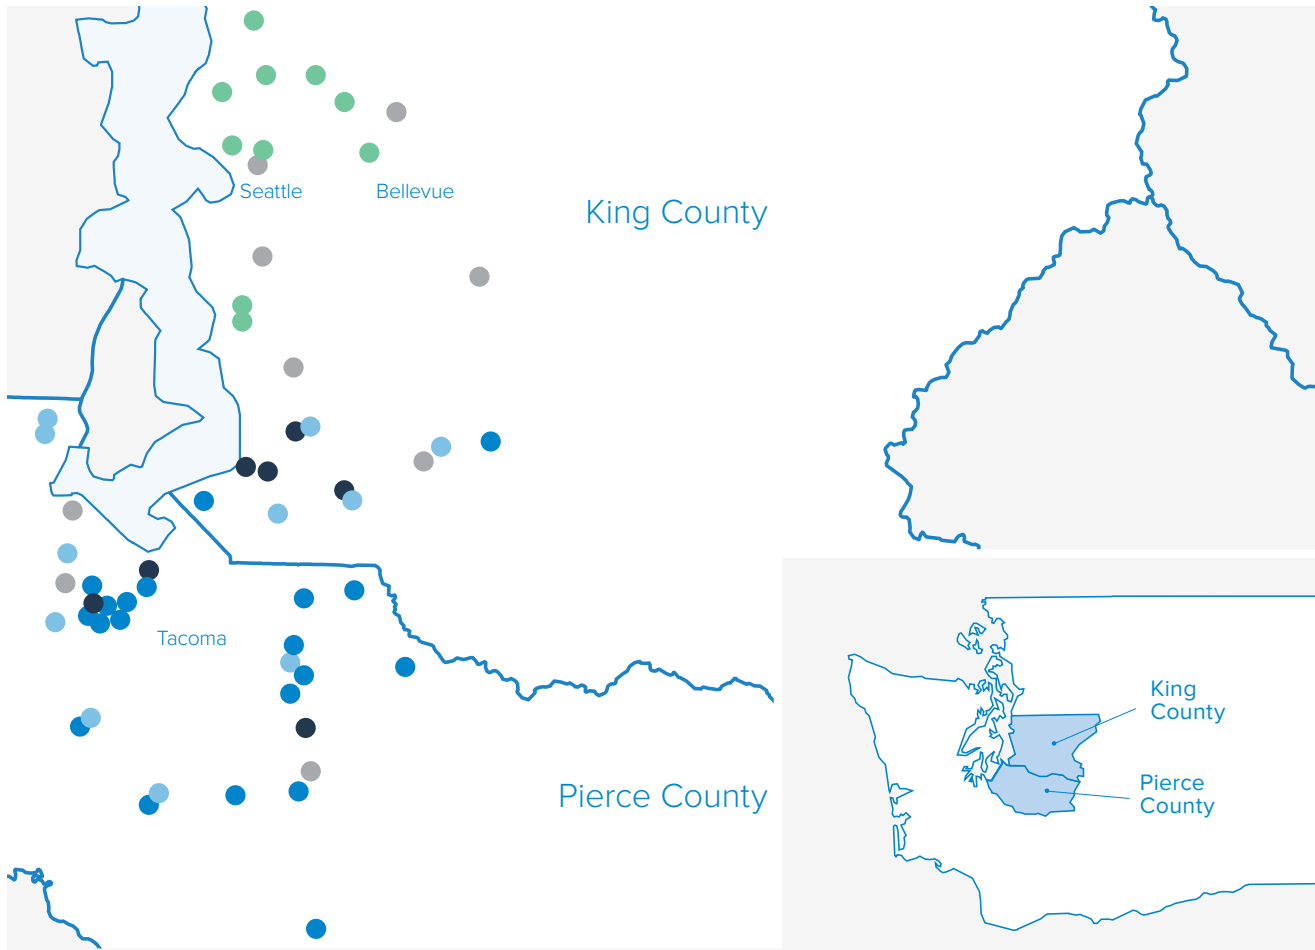 Seattle
Bellevue
King County
Tacoma
Pierce County
King
County
Pierce
County